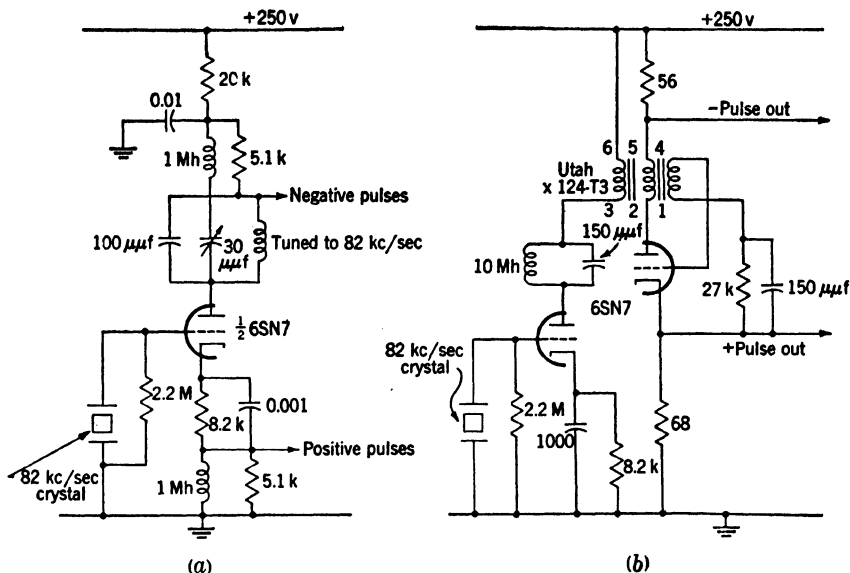 +250 v
20 k
0.01
1 Mh
5.1 k
Negative pulses
100 μμf
30 μμf
Tuned to 82 kc/sec
½ 6SN7
2.2 M
8.2 k
0.001
Positive pulses
82 kc/sec crystal
1 Mh
5.1 k
(a)
+250 v
56
-Pulse out
6 5 4
Utah
x 124-T3
3 2 1
150 μμf
10 Mh
6SN7
27 k
150 μμf
+Pulse out
82 kc/sec
crystal
2.2 M
1000
8.2 k
68
(b)